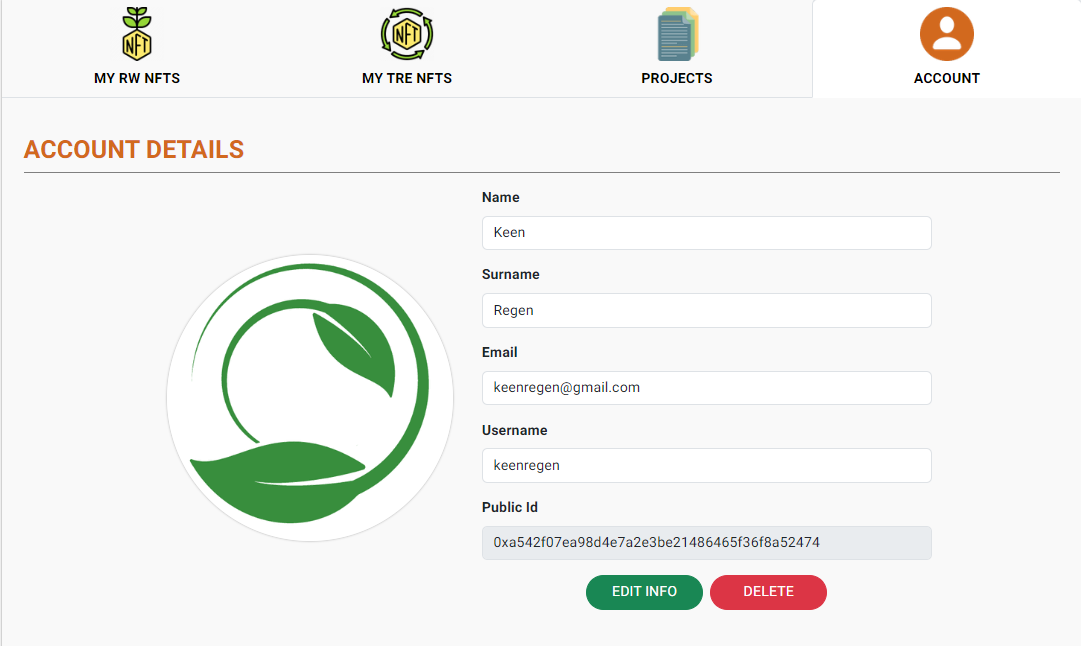 NFT
NFT
MY RW NFTS
MY TRE NFTS
PROJECTS
ACCOUNT
ACCOUNT DETAILS
Name
Keen
Surname
Regen
Email
keenregen@gmail.com
Username
keenregen
Public Id
0xa542f07ea98d4e7a2e3be21486465f36f8a52474
EDIT INFO
DELETE